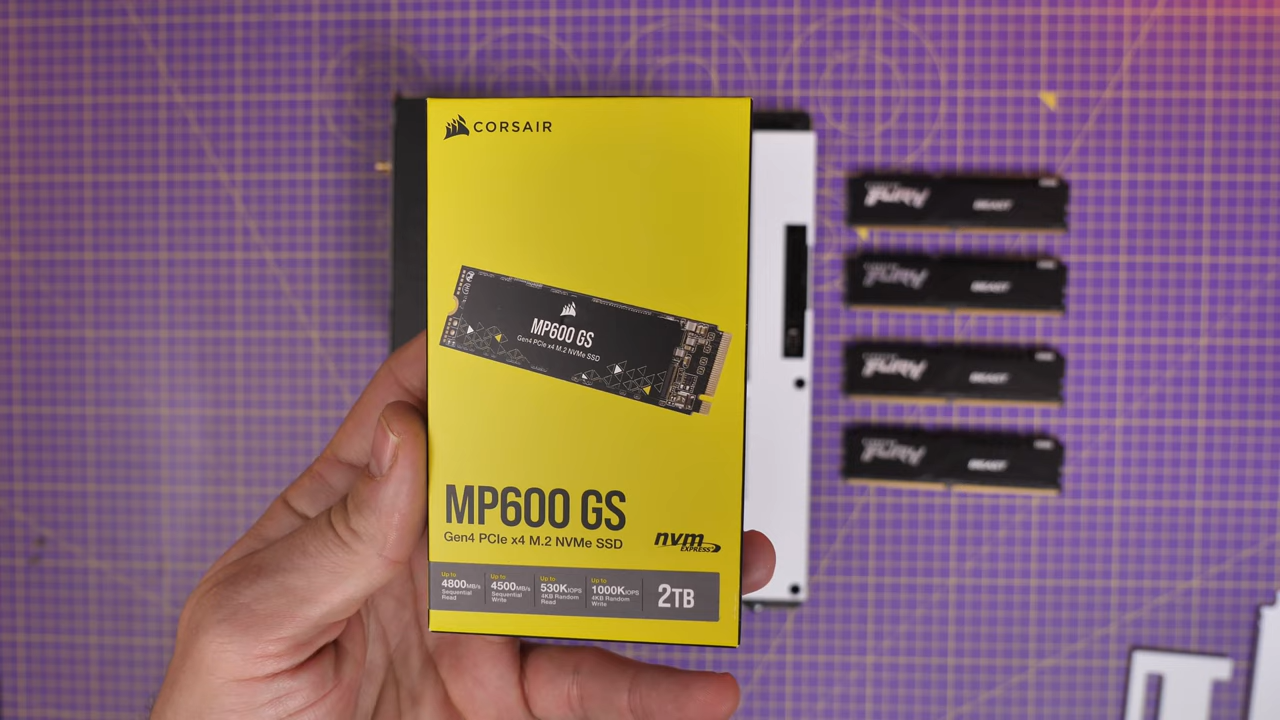 CORSAIR
MP600 GS
Gen4 PCIe x4 M.2 NVMe SSD
MP600 GS
Gen4 PCIe x4 M.2 NVMe SSD
nvm
EXPRESS
Up to
4800MB/s
Sequential
Read
Up to
4500MB/s
Sequential
Write
Up to
530K IOPS
4KB Random
Read
Up to
1000K IOPS
4KB Random
Write
2TB
FURY BEAST
FURY BEAST
FURY BEAST
FURY BEAST